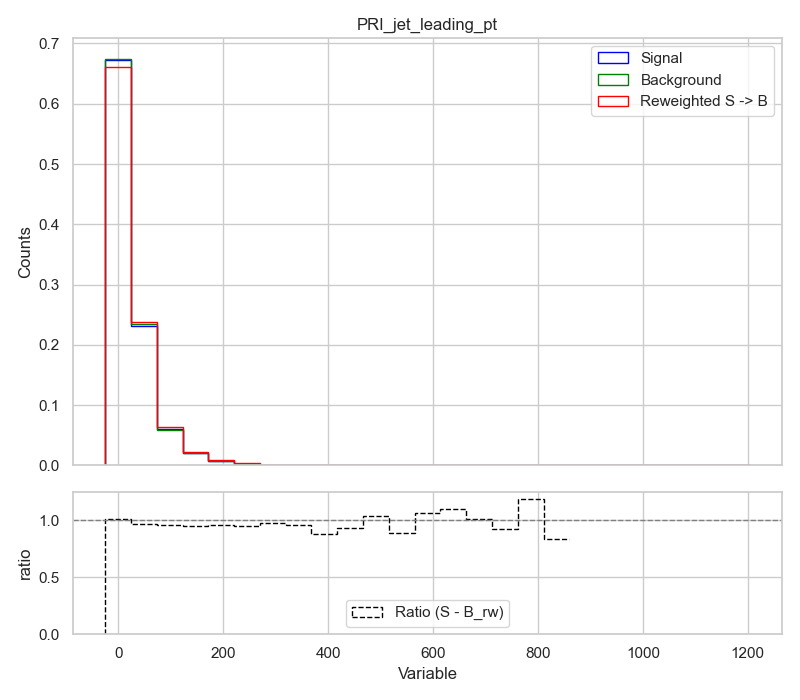 PRI_jet_leading_pt
0.7
0.6
0.5
0.4
0.3
0.2
0.1
0.0
Counts
Signal
Background
Reweighted S -> B
1.0
0.5
0.0
ratio
Ratio (S - B_rw)
0 200 400 600 800 1000 1200
Variable